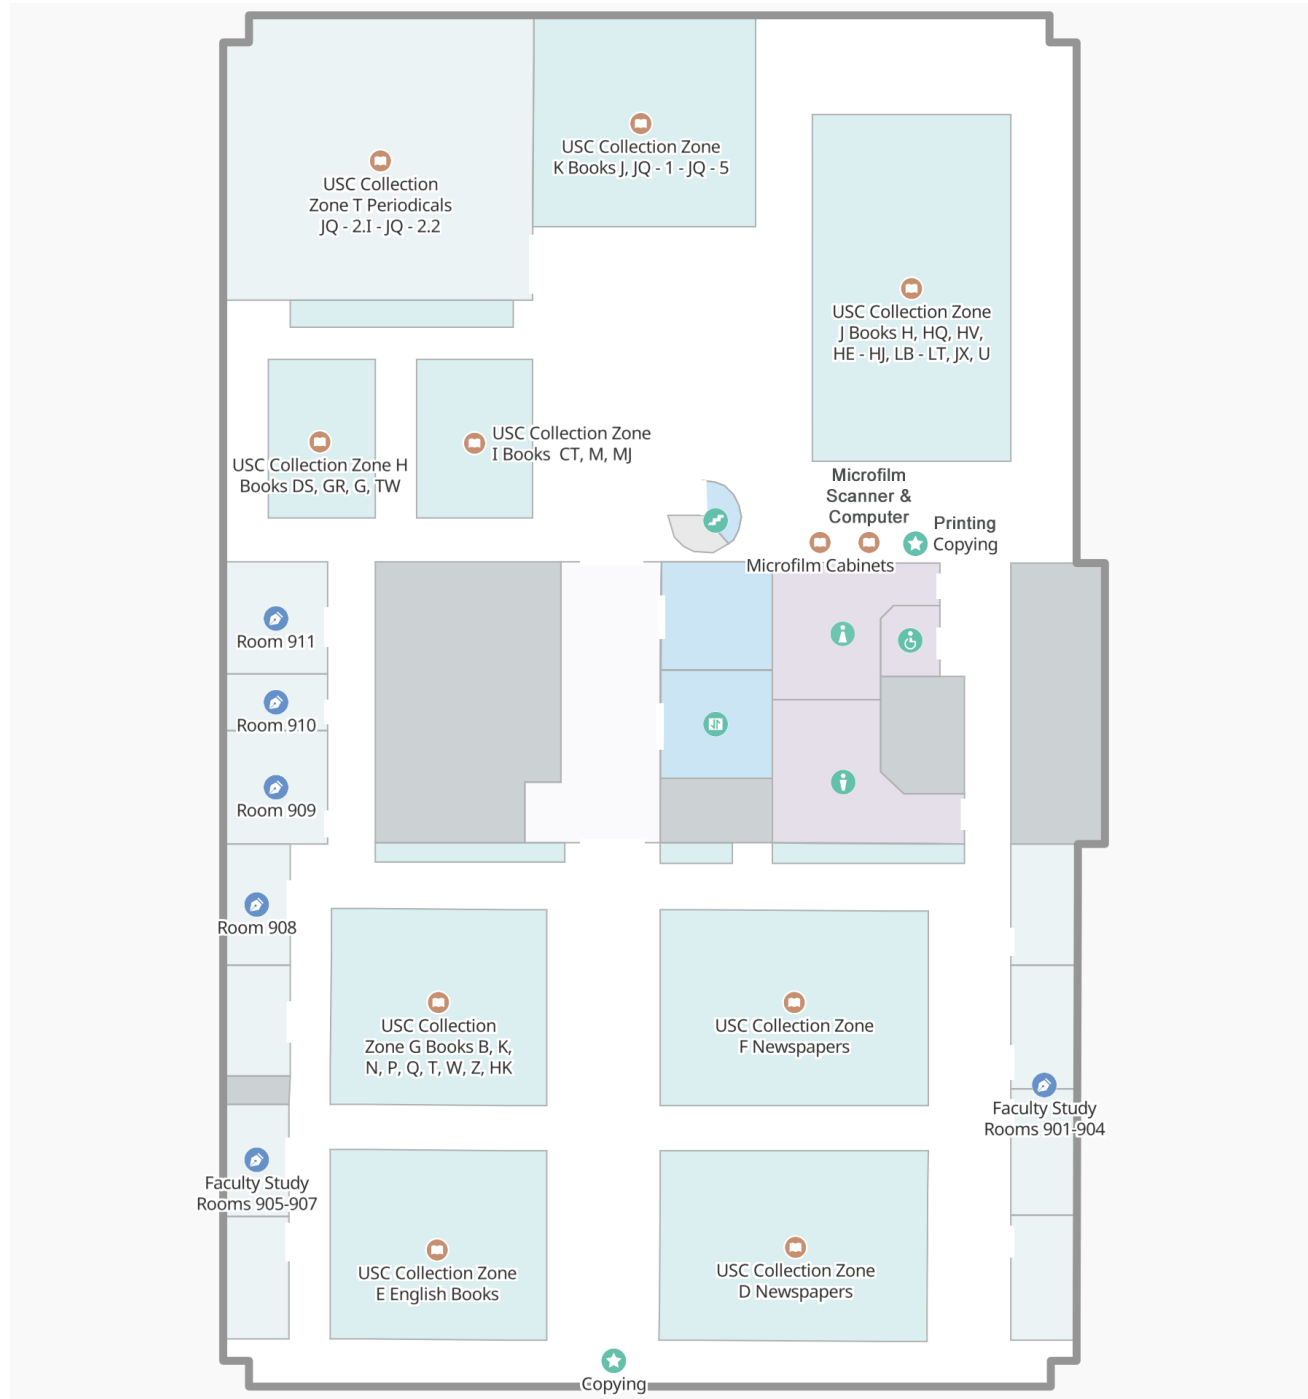 USC Collection Zone
K Books J, JQ - 1 - JQ - 5
USC Collection
Zone T Periodicals
JQ - 2.I - JQ - 2.2
USC Collection Zone
J Books H, HQ, HV,
HE - HJ, LB - LT, JX, U
USC Collection Zone H
Books DS, GR, G, TW
USC Collection Zone
I Books  CT, M, MJ
Microfilm
Scanner &
Computer
Printing
Copying
Microfilm Cabinets
Room 911
Room 910
Room 909
Room 908
USC Collection
Zone G Books B, K,
N, P, Q, T, W, Z, HK
USC Collection Zone
F Newspapers
Faculty Study
Rooms 901-904
Faculty Study
Rooms 905-907
USC Collection Zone
E English Books
USC Collection Zone
D Newspapers
Copying